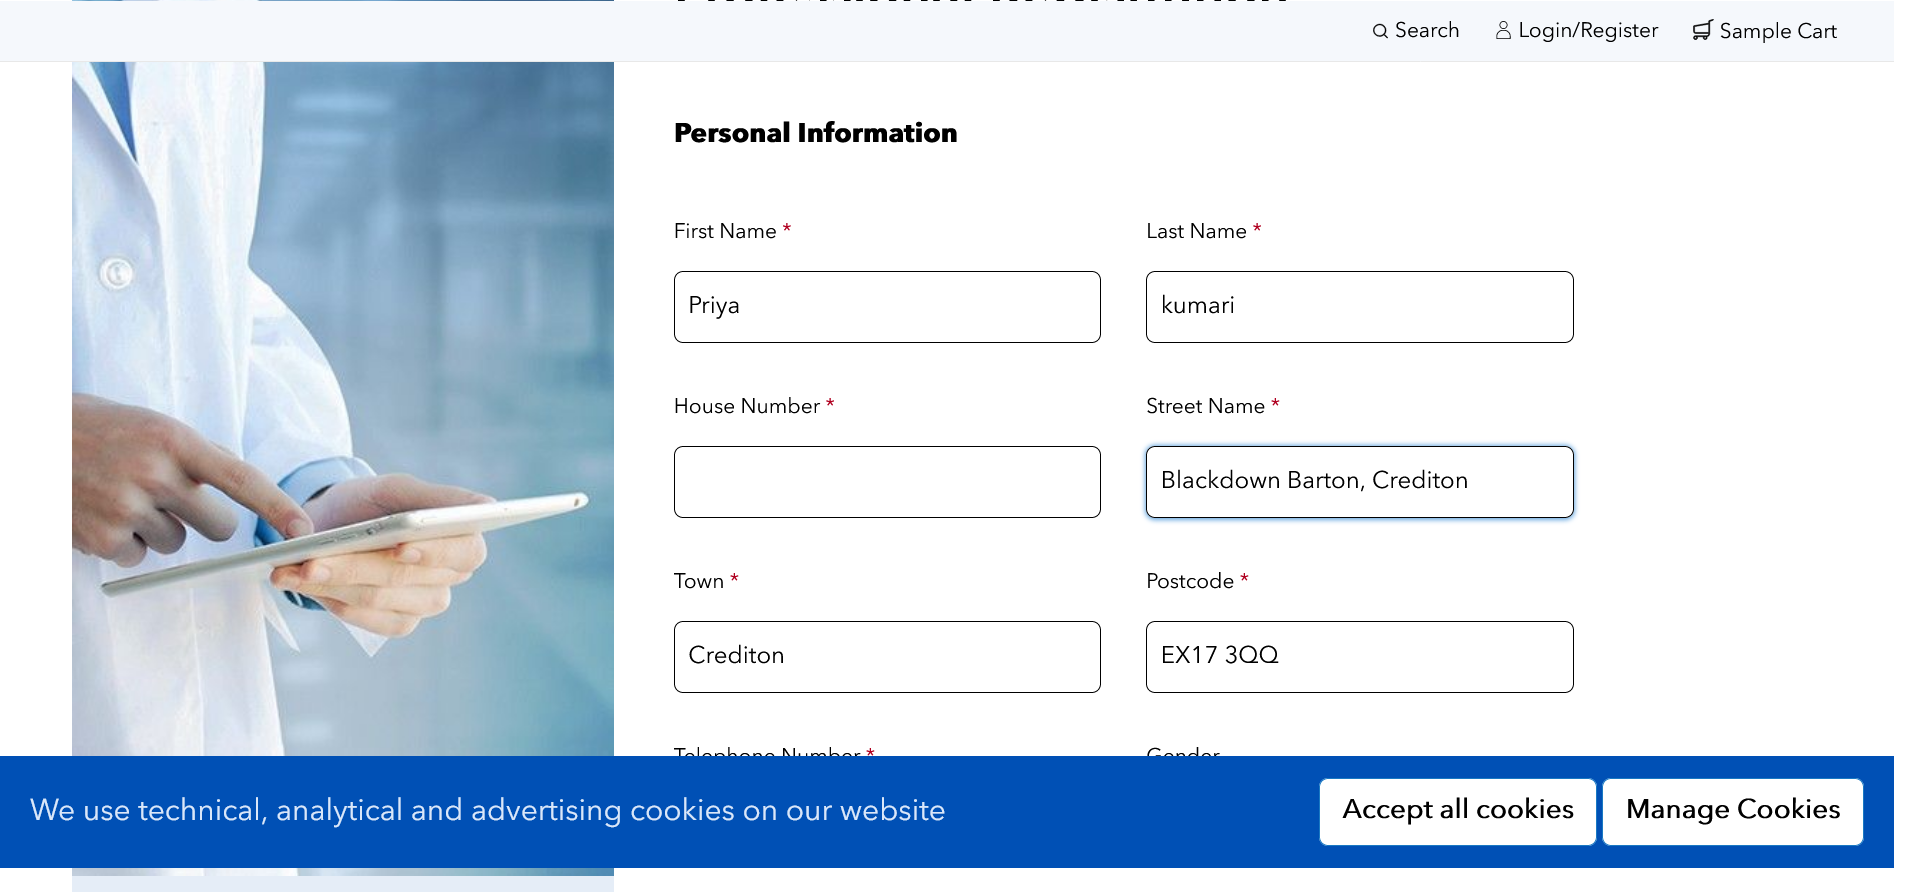 Search Login/Register Sample Cart
Personal Information
First Name * Last Name *
Priya kumari
House Number * Street Name *
Blackdown Barton, Crediton
Town * Postcode *
Crediton EX17 3QQ
Telephone Number * Gender
We use technical, analytical and advertising cookies on our website Accept all cookies Manage Cookies